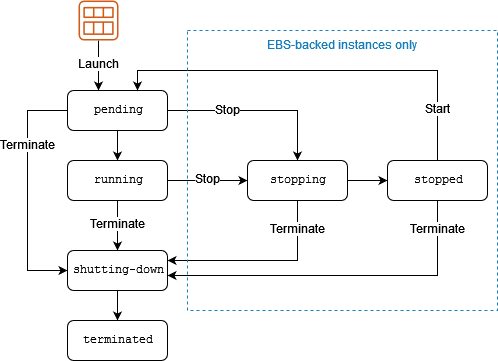 EBS-backed instances only
Launch
pending
Stop
Start
Terminate
running
Stop
stopping
stopped
Terminate
Terminate
Terminate
shutting-down
terminated